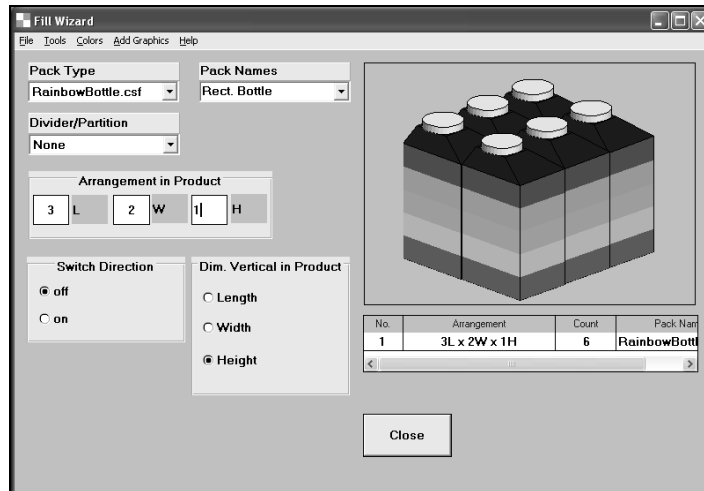 Fill Wizard
File Tools Colors Add Graphics Help
Pack Type
RainbowBottle.csf
Pack Names
Rect. Bottle
Divider/Partition
None
Arrangement in Product
3 L 2 W 1 H
Switch Direction
off
on
Dim. Vertical in Product
Length
Width
Height
No. Arrangement Count Pack Nam
1 3L x 2W x 1H 6 RainbowBottl
Close